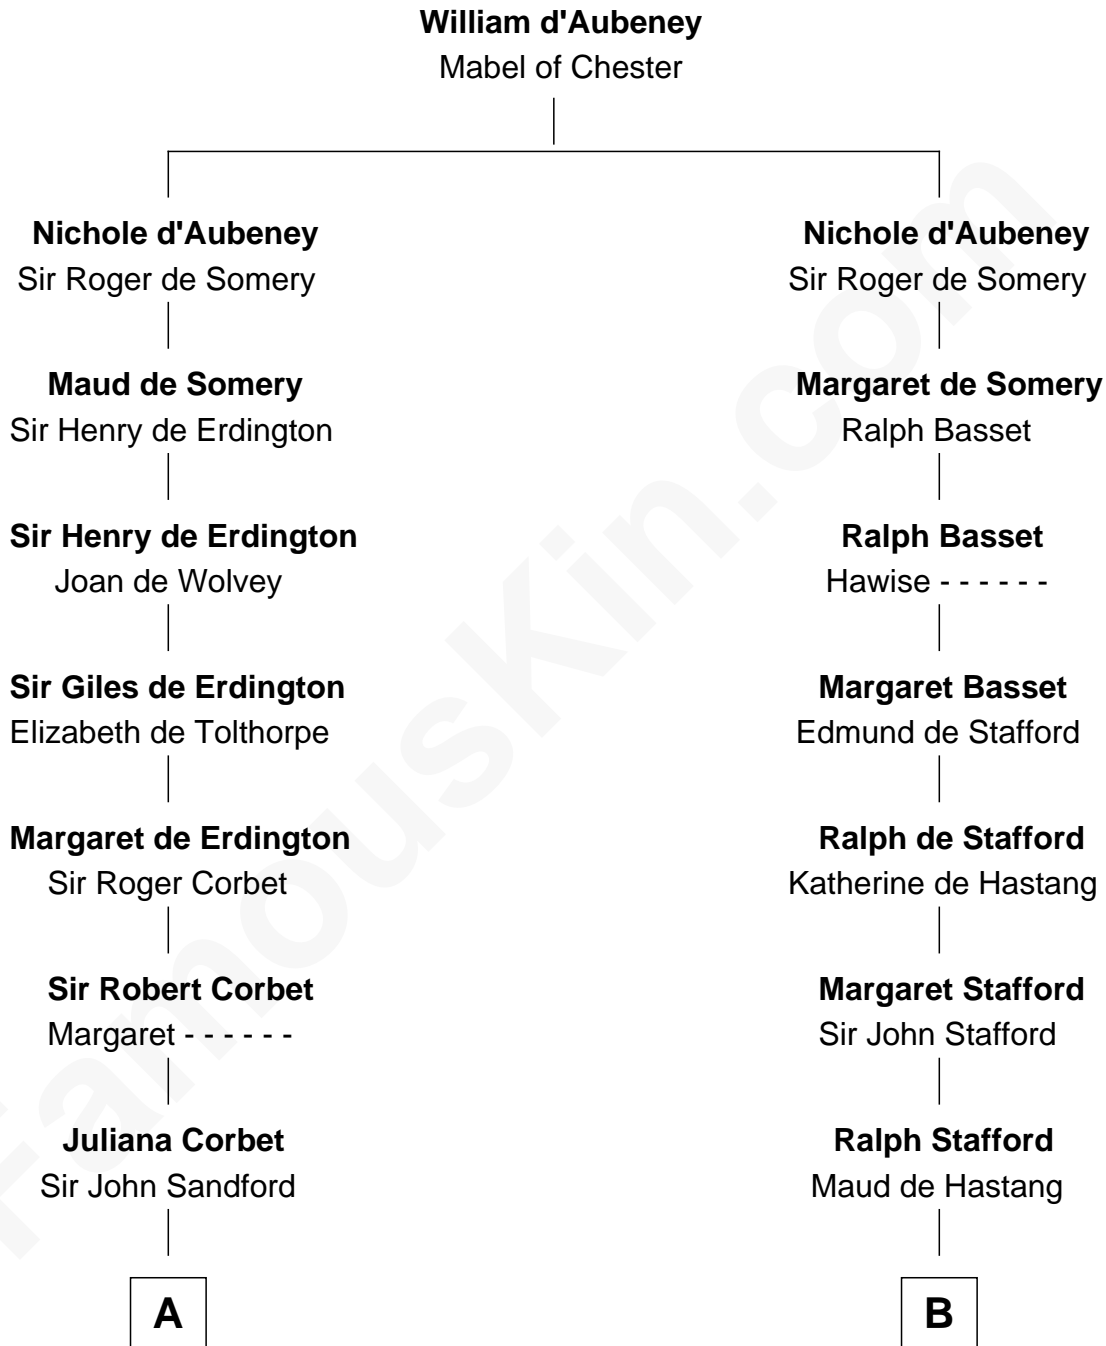 William d'Aubeney
Mabel of Chester
Nichole d'Aubeney
Sir Roger de Somery
Maud de Somery
Sir Henry de Erdington
Sir Henry de Erdington
Joan de Wolvey
Sir Giles de Erdington
Elizabeth de Tolthorpe
Margaret de Erdington
Sir Roger Corbet
Sir Robert Corbet
Margaret - - - - - -
Juliana Corbet
Sir John Sandford
A
Nichole d'Aubeney
Sir Roger de Somery
Margaret de Somery
Ralph Basset
Ralph Basset
Hawise - - - - - -
Margaret Basset
Edmund de Stafford
Ralph de Stafford
Katherine de Hastang
Margaret Stafford
Sir John Stafford
Ralph Stafford
Maud de Hastang
B
FamousKin.com